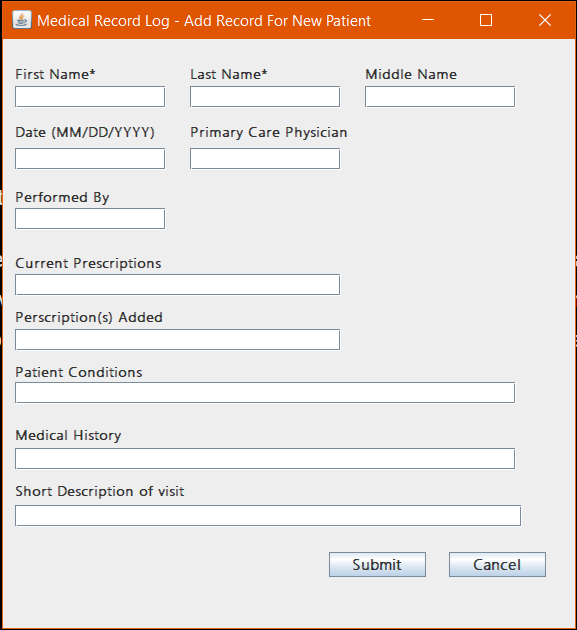 Medical Record Log - Add Record For New Patient
First Name* Last Name* Middle Name
Date (MM/DD/YYYY) Primary Care Physician
Performed By
Current Prescriptions
Perscription(s) Added
Patient Conditions
Medical History
Short Description of visit
Submit Cancel